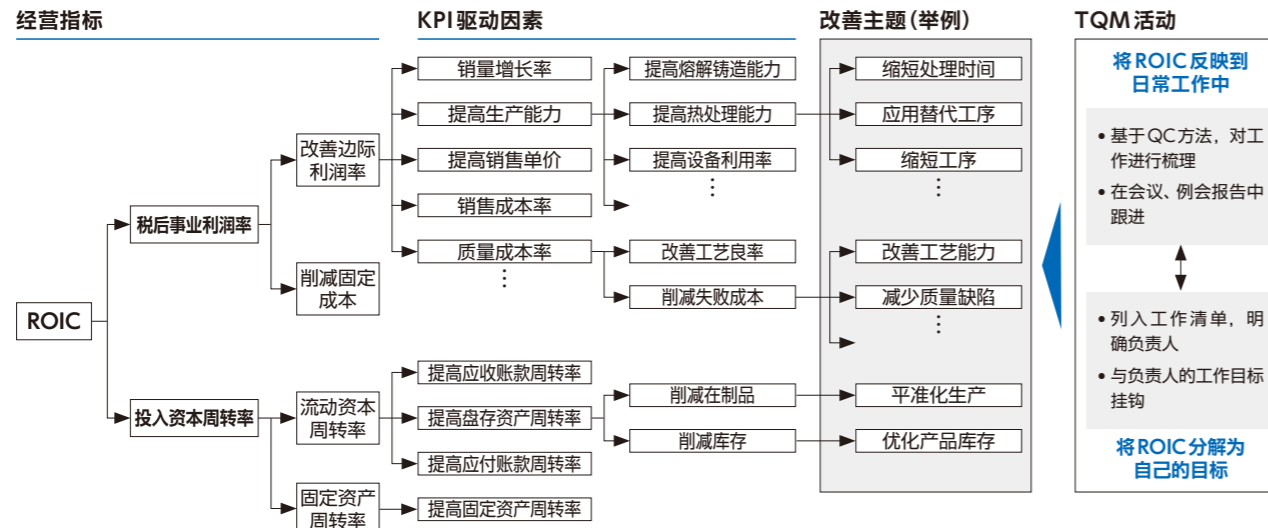 经营指标
KPI驱动因素
改善主题(举例)
TQM活动
ROIC
税后事业利润率
投入资本周转率
改善边际
利润率
削减固定
成本
流动资本
周转率
固定资产
周转率
销量增长率
提高生产能力
提高销售单价
销售成本率
质量成本率
⋮
提高应收账款周转率
提高盘存资产周转率
提高应付账款周转率
提高固定资产周转率
提高熔解铸造能力
提高热处理能力
提高设备利用率
⋮
改善工艺良率
削减失败成本
削减在制品
削减库存
缩短处理时间
应用替代工序
缩短工序
⋮
改善工艺能力
减少质量缺陷
⋮
平准化生产
优化产品库存
将ROIC反映到
日常工作中
• 基于QC方法，对工
作进行梳理
• 在会议、例会报告中
跟进
• 列入工作清单，明
确负责人
• 与负责人的工作目标
挂钩
将ROIC分解为
自己的目标